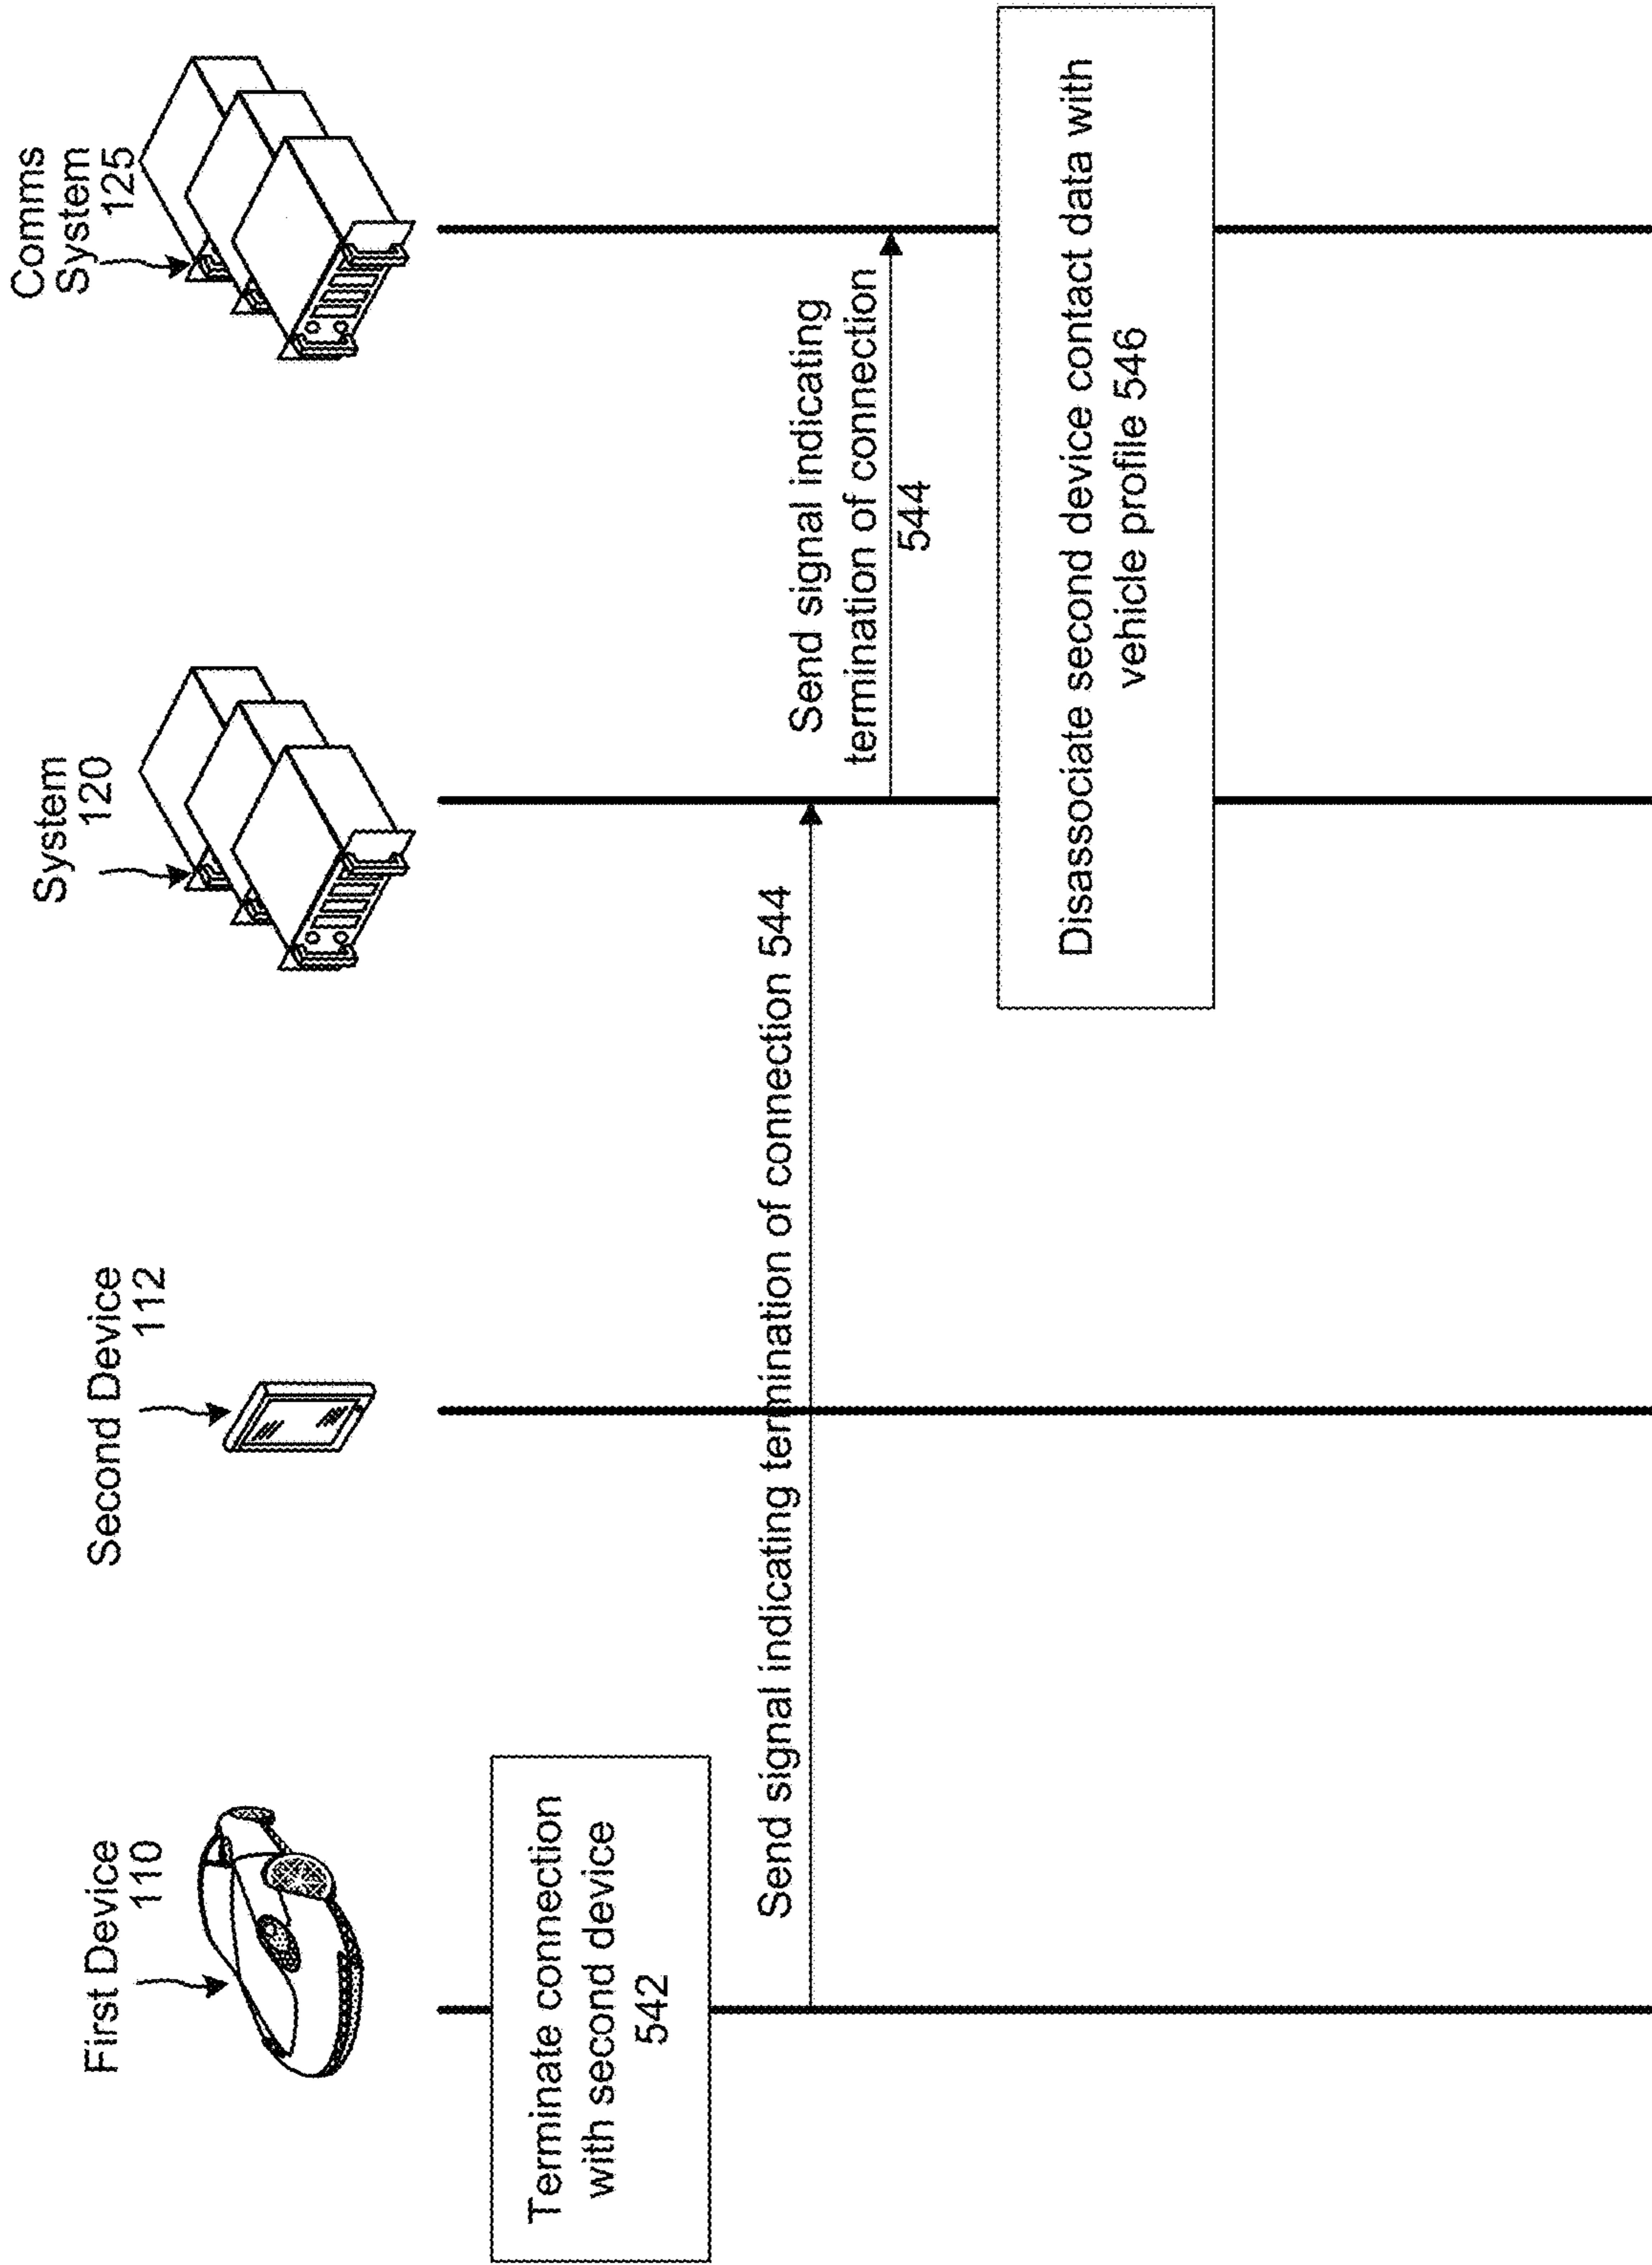 First Device
110
Second Device
112
System
120
Comms
System
125
Terminate connection
with second device
542
Send signal indicating termination of connection 544
Send signal indicating
termination of connection
544
Disassociate second device contact data with
vehicle profile 546